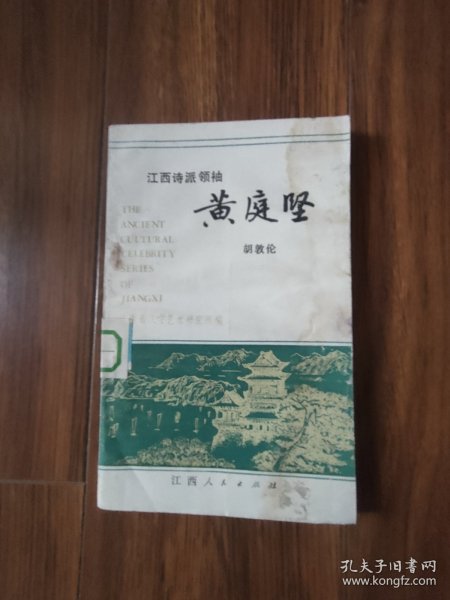 江西诗派领袖
黄庭坚
胡敦伦
THE
ANCIENT
CULTURAL
CELEBRITY
SERIES
OF
JIANGXI
江西人民出版社
孔夫子旧书网
www.kongfz.com